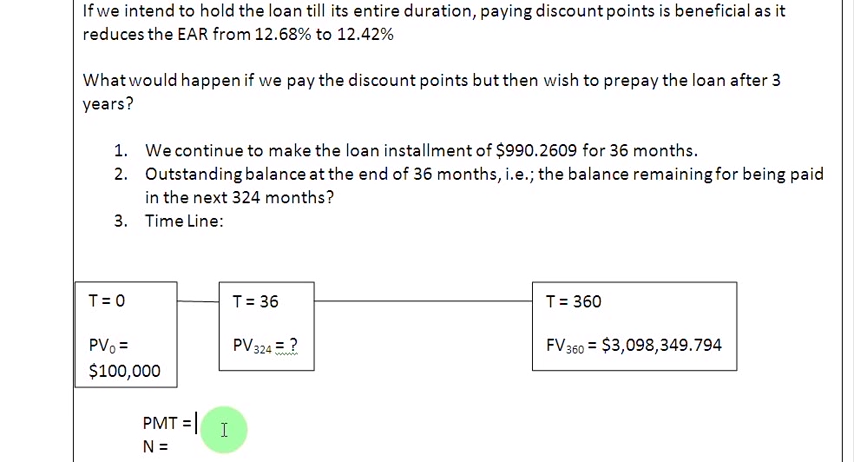 If we intend to hold the loan till its entire duration, paying discount points is beneficial as it
reduces the EAR from 12.68% to 12.42%
What would happen if we pay the discount points but then wish to prepay the loan after 3
years?
1. We continue to make the loan installment of $990.2609 for 36 months.
2. Outstanding balance at the end of 36 months, i.e.; the balance remaining for being paid
in the next 324 months?
3. Time Line:
T = 0
PV0 =
$100,000
T = 36
PV324 = ?
T = 360
FV360 = $3,098,349.794
PMT =
N =